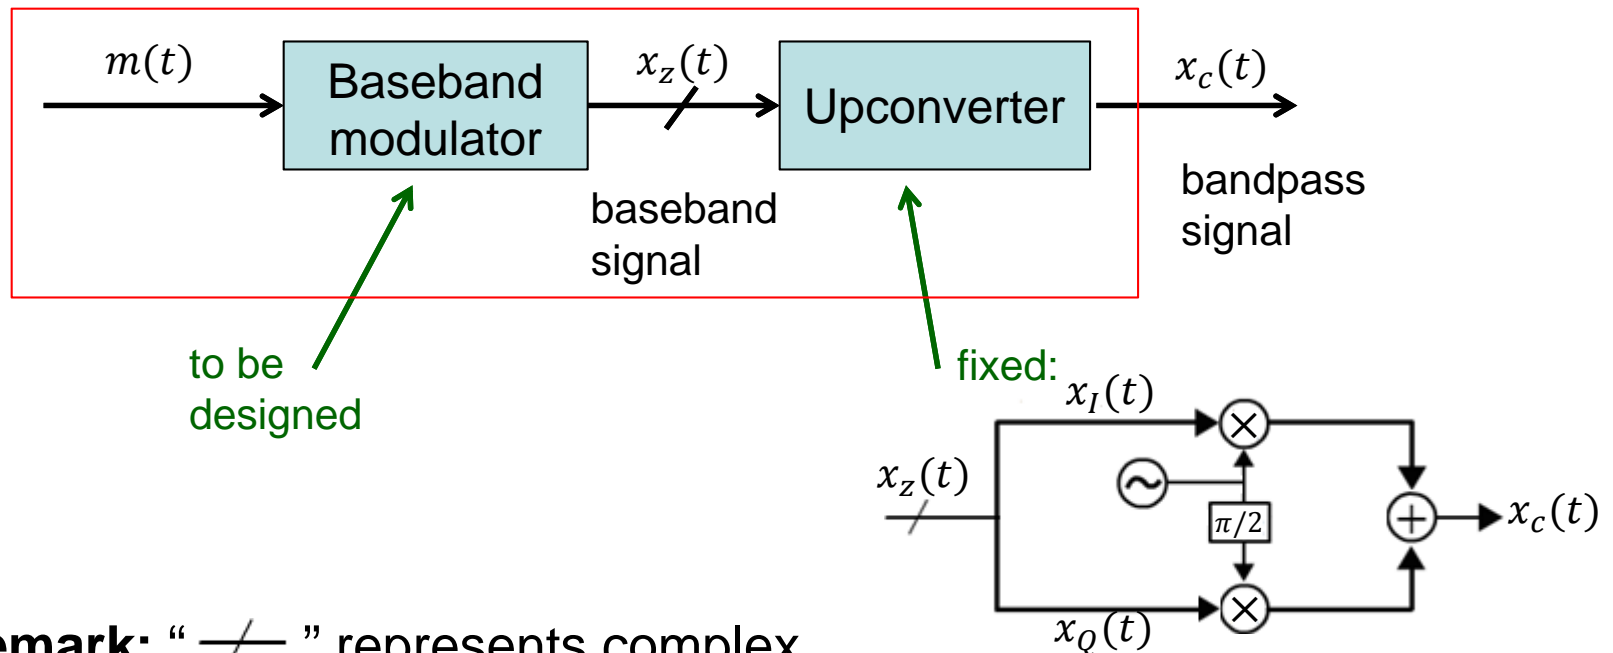 m(t)
Baseband
modulator
x_z(t)
Upconverter
x_c(t)
baseband
signal
bandpass
signal
to be
designed
fixed:
x_I(t)
x_z(t)
π/2
x_c(t)
x_Q(t)
emark: “ ” represents complex